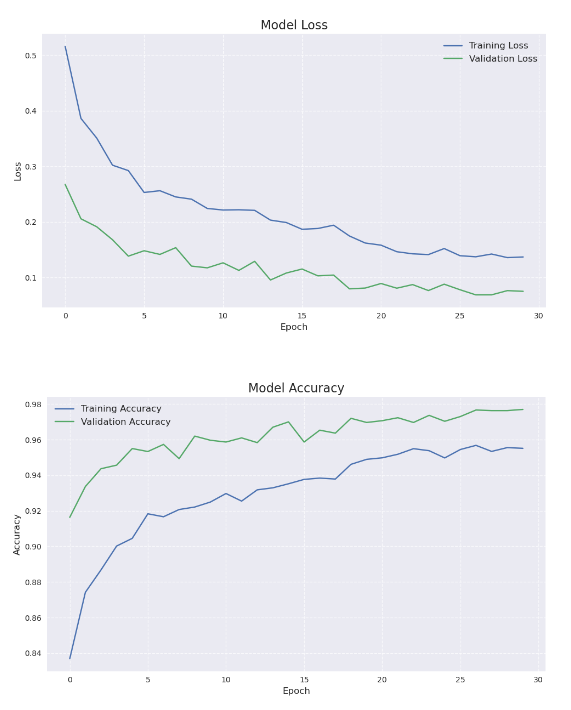 Model Loss
Training Loss
Validation Loss
0.5
0.4
0.3
0.2
0.1
Loss
0 5 10 15 20 25 30
Epoch
Model Accuracy
Training Accuracy
Validation Accuracy
0.98
0.96
0.94
0.92
0.90
0.88
0.86
0.84
Accuracy
0 5 10 15 20 25 30
Epoch